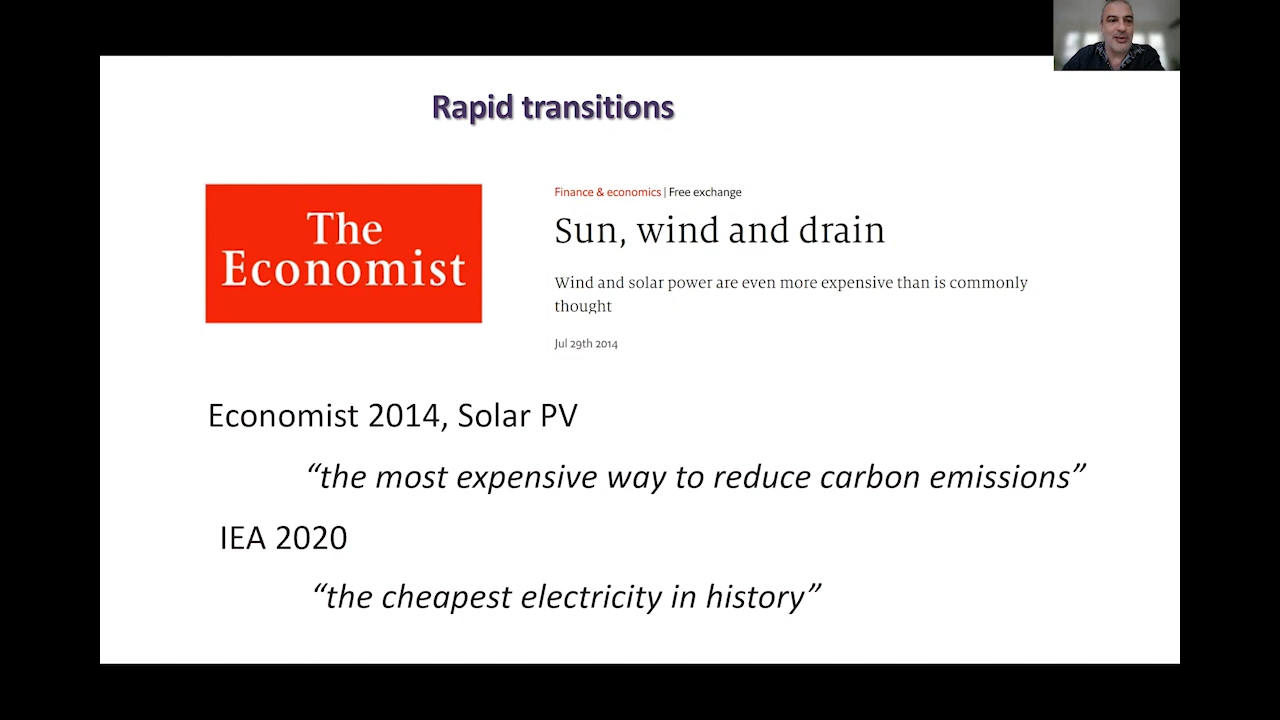 Rapid transitions
The
Economist
Finance & economics | Free exchange
Sun, wind and drain
Wind and solar power are even more expensive than is commonly
thought
Jul 29th 2014
Economist 2014, Solar PV
“the most expensive way to reduce carbon emissions”
IEA 2020
“the cheapest electricity in history”